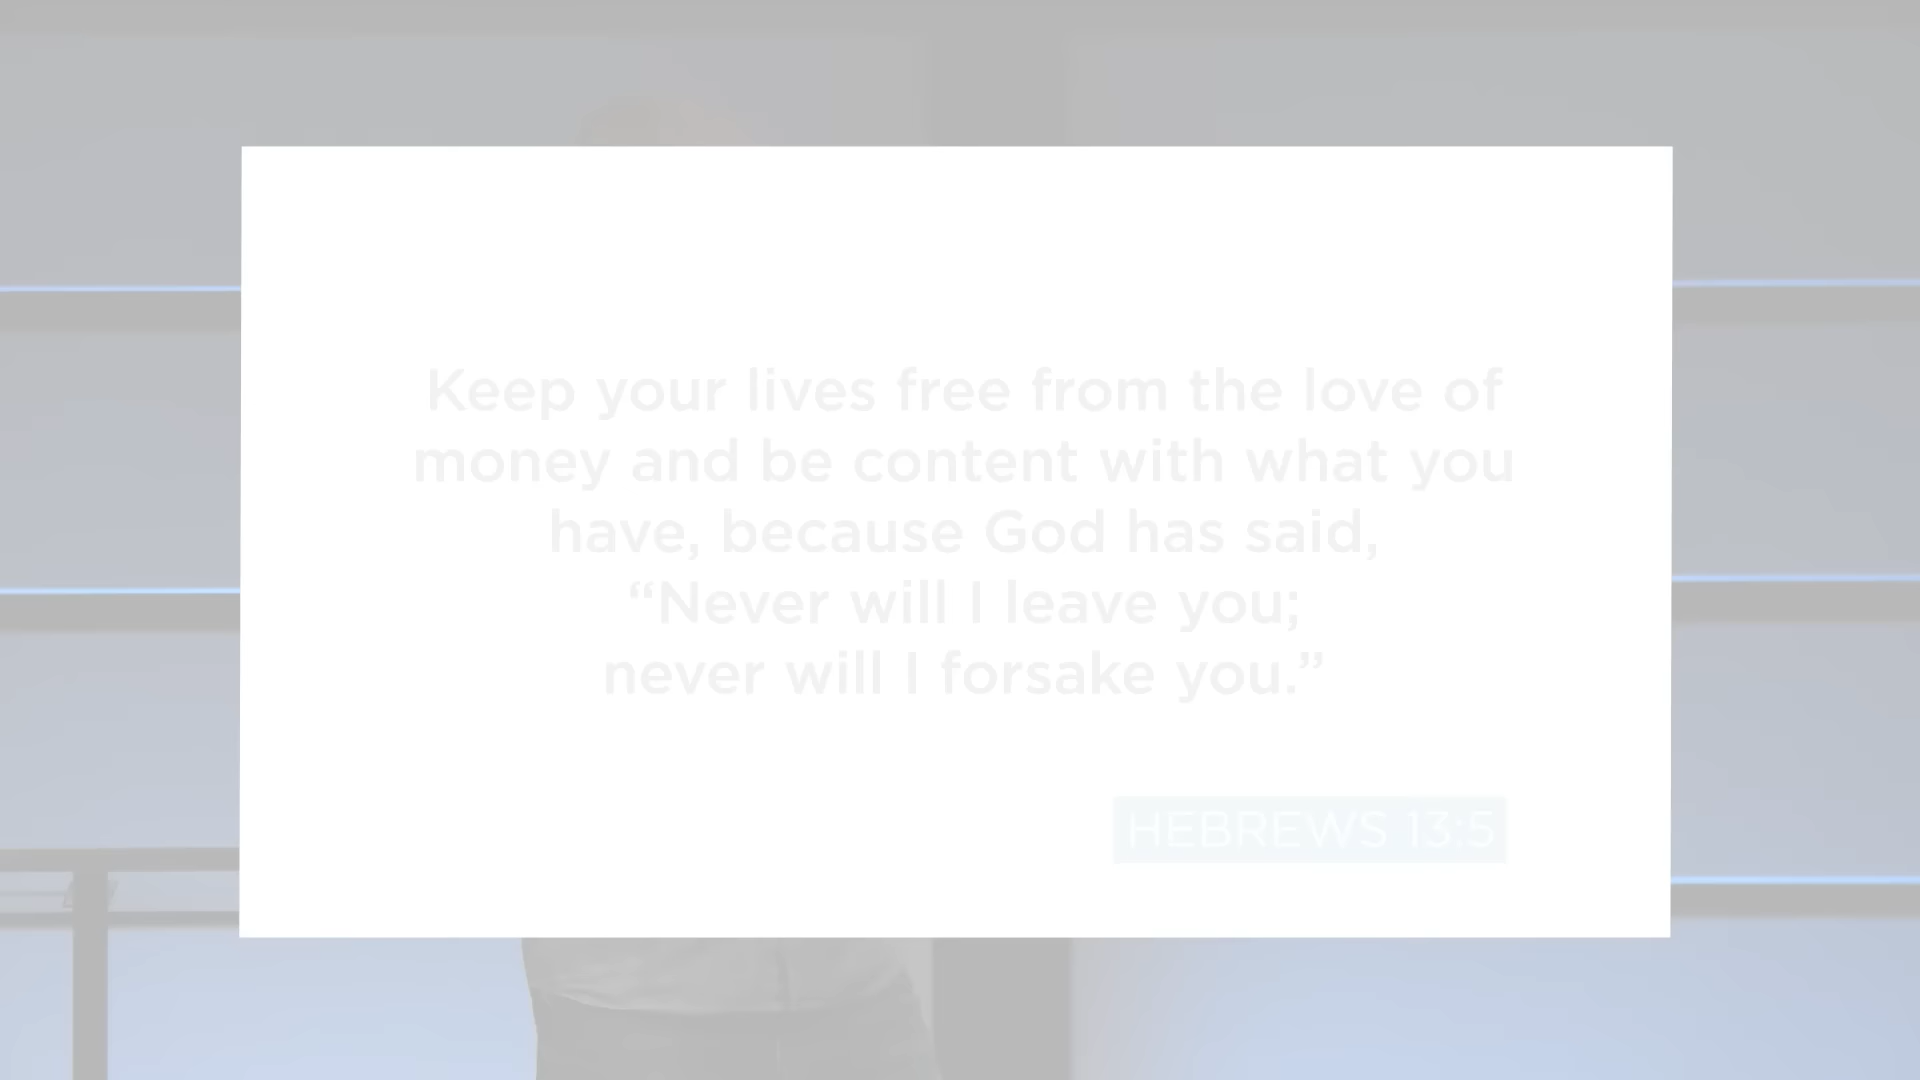 Keep your lives free from the love of
money and be content with what you
have, because God has said,
“Never will I leave you;
never will I forsake you.”
HEBREWS 13:5